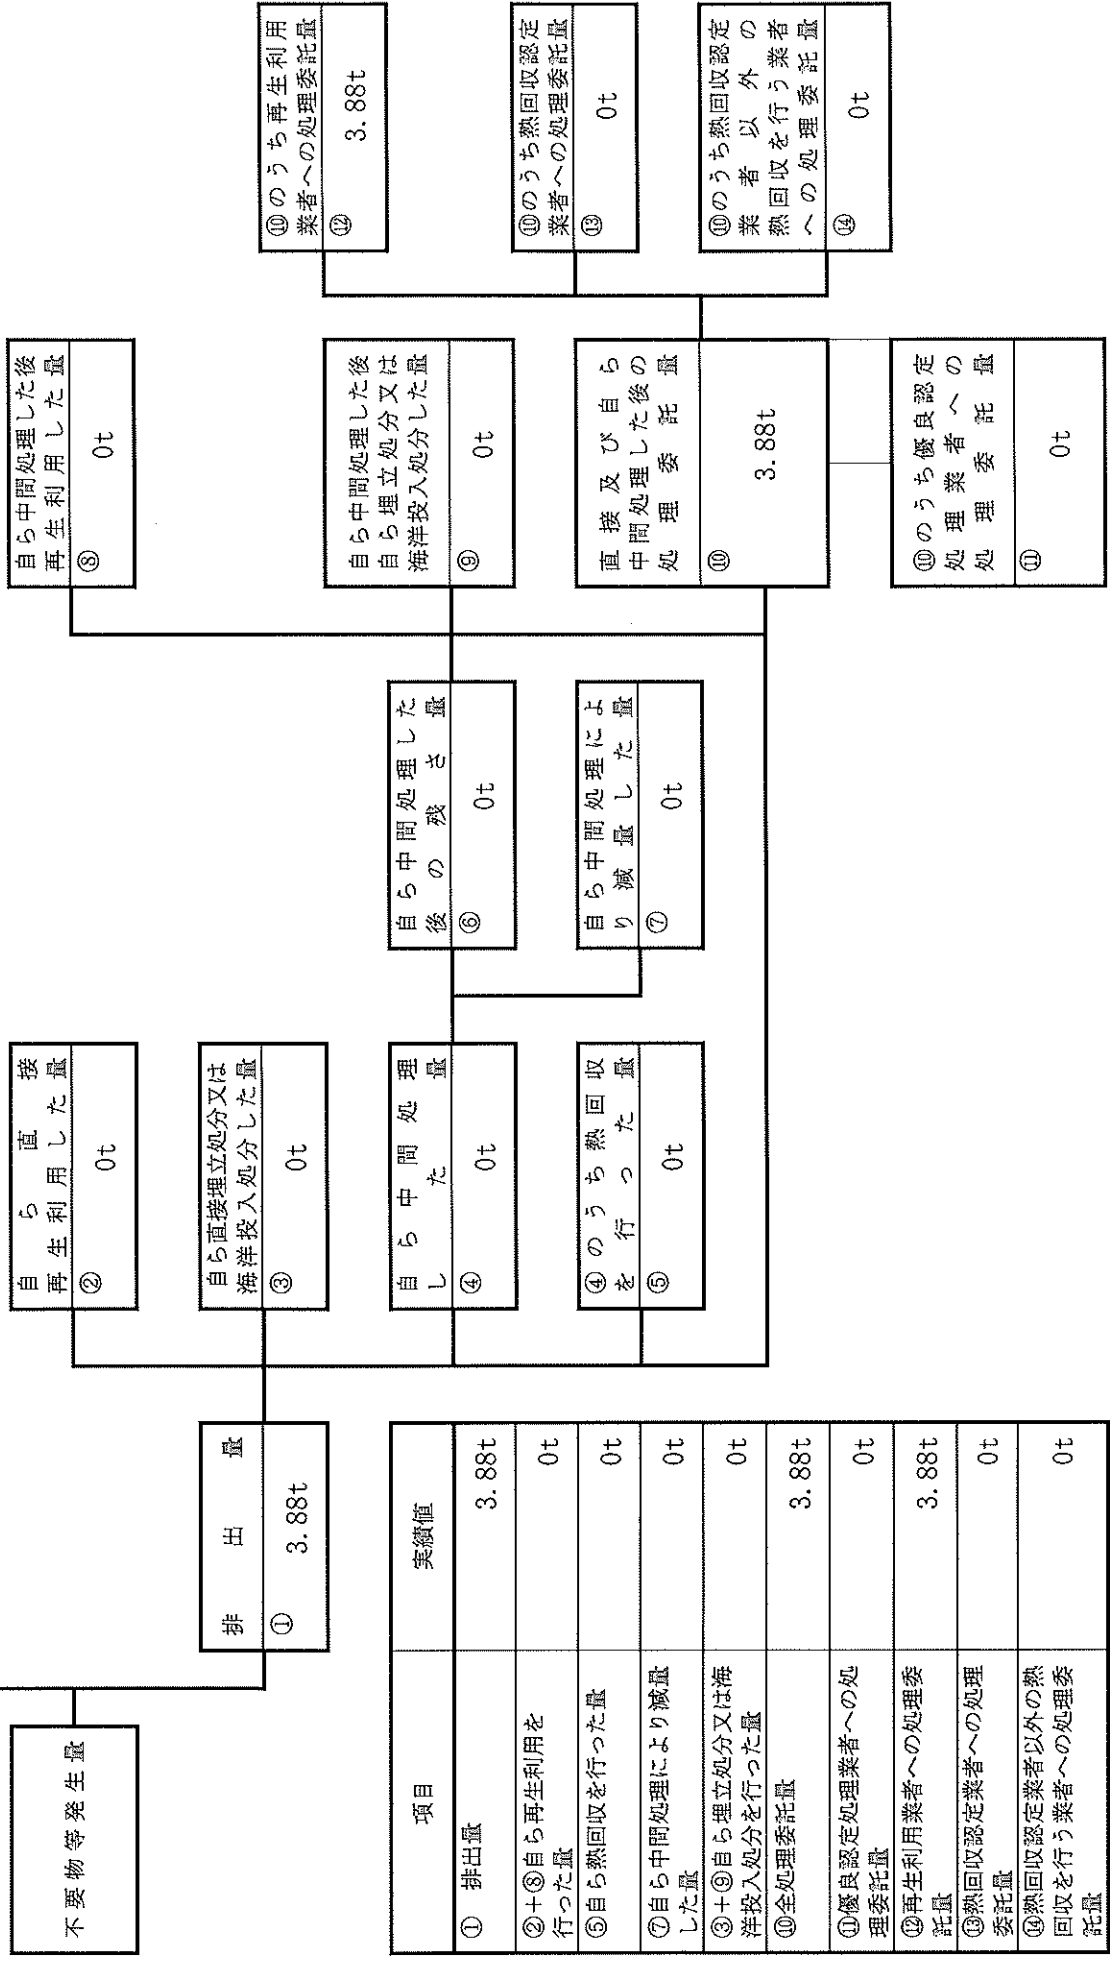 不要物等発生量
排出量
① 3.88t
自ら直接
再生利用した量
② 0t
自ら直接埋立処分又は
海洋投入処分した量
③ 0t
自ら中間処理
した量
④ 0t
④のうち熱回収
を行った量
⑤ 0t
自ら中間処理した
後の残さ量
⑥ 0t
自ら中間処理によ
り減量した量
⑦ 0t
自ら中間処理した後
再生利用した量
⑧ 0t
自ら中間処理した後
自ら埋立処分又は
海洋投入処分した量
⑨ 0t
直接及び自ら
中間処理した後の
処理委託量
⑩ 3.88t
⑩のうち優良認定
処理業者への
処理委託量
⑪ 0t
⑩のうち再生利用
業者への処理委託量
⑫ 3.88t
⑩のうち熱回収認定
業者への処理委託量
⑬ 0t
⑩のうち熱回収認定
業者以外の
熱回収を行う業者
への処理委託量
⑭ 0t
項目 実績値
① 排出量 3.88t
②+⑧自ら再生利用を
行った量 0t
⑤自ら熱回収を行った量 0t
⑦自ら中間処理により減量
した量 0t
③+⑨自ら埋立処分又は海
洋投入処分を行った量 0t
⑩全処理委託量 3.88t
⑪優良認定処理業者への処
理委託量 0t
⑫再生利用業者への処理委
託量 3.88t
⑬熱回収認定業者への処理
委託量 0t
⑭熱回収認定業者以外の熱
回収を行う業者への処理委
託量 0t